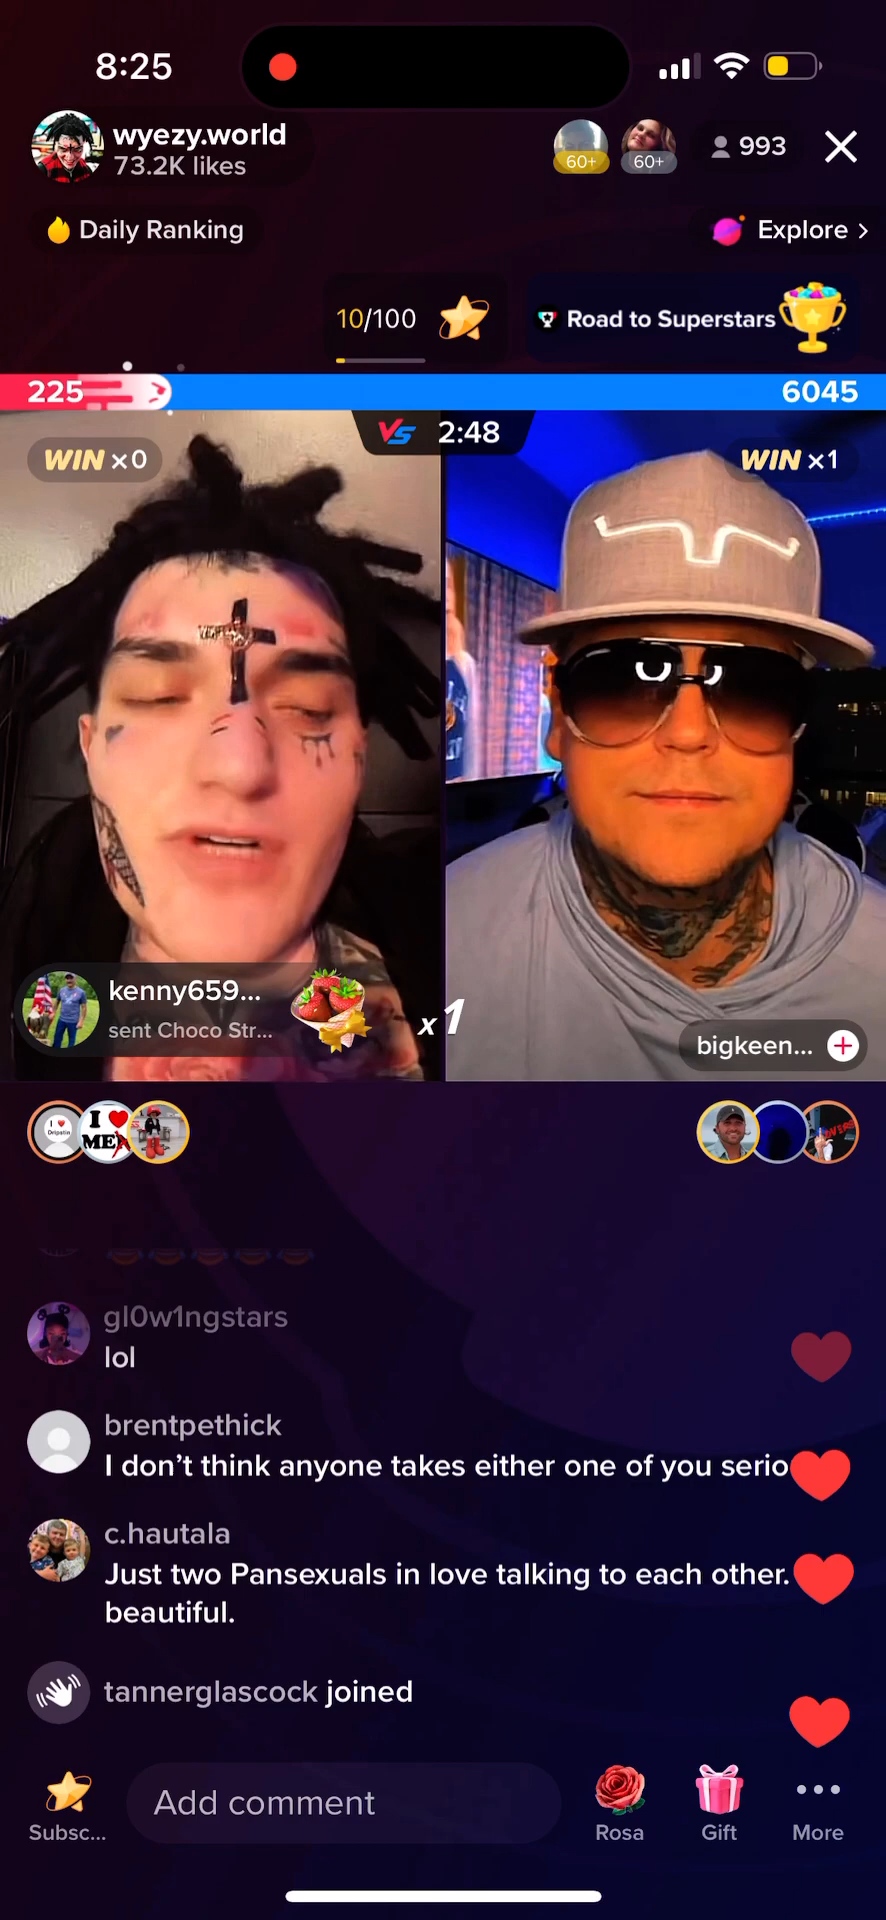 8:25
wyezy.world
73.2K likes
60+
60+
993
Daily Ranking
Explore >
10/100
Road to Superstars
225
6045
VS 2:48
WIN x0
WIN x1
kenny659...
sent Choco Str...
x1
bigkeen...
I ❤ Dripatin
I ❤
ME
gl0w1ngstars
lol
brentpethick
I don’t think anyone takes either one of you serio
c.hautala
Just two Pansexuals in love talking to each other.
beautiful.
tannerglascock joined
Add comment
Subsc...
Rosa
Gift
More